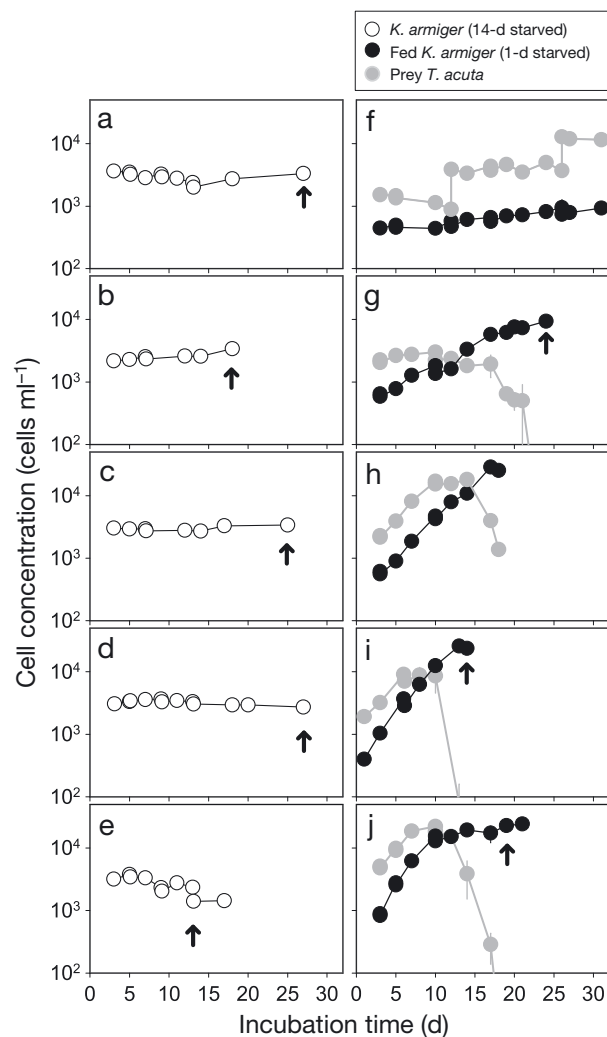 K. armiger (14-d starved)
Fed K. armiger (1-d starved)
Prey T. acuta
a
f
10⁴
10³
10²
b
g
10⁴
10³
10²
c
h
10⁴
10³
10²
d
i
10⁴
10³
10²
e
j
10⁴
10³
10²
Cell concentration (cells ml⁻¹)
0 5 10 15 20 25 30 0 5 10 15 20 25 30
Incubation time (d)